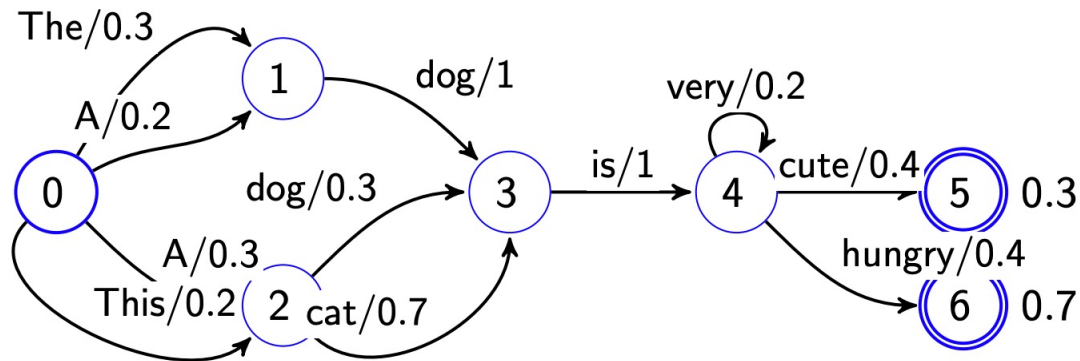 The/0.3
1
dog/1
very/0.2
A/0.2
0
dog/0.3
3
is/1
4
cute/0.4
5
0.3
A/0.3
This/0.2
2
cat/0.7
hungry/0.4
6
0.7